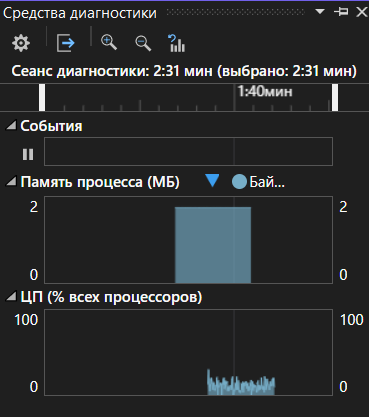 Средства диагностики
Сеанс диагностики: 2:31 мин (выбрано: 2:31 мин)
1:40мин
События
Память процесса (МБ) Бай...
2 2
0 0
ЦП (% всех процессоров)
100 100
0 0